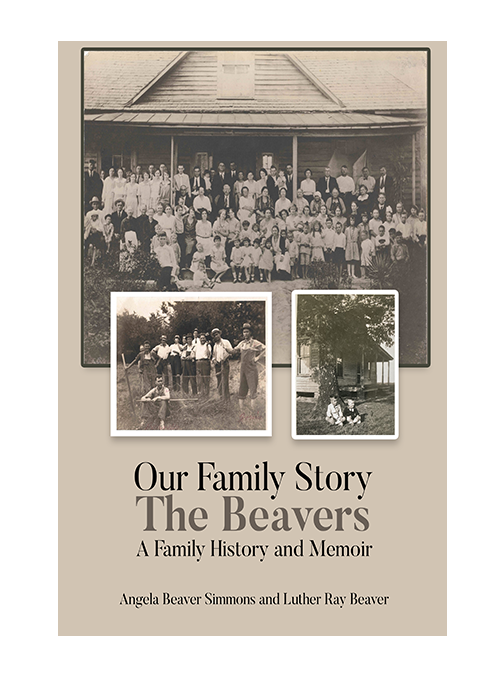 Our Family Story
The Beavers
A Family History and Memoir
Angela Beaver Simmons and Luther Ray Beaver